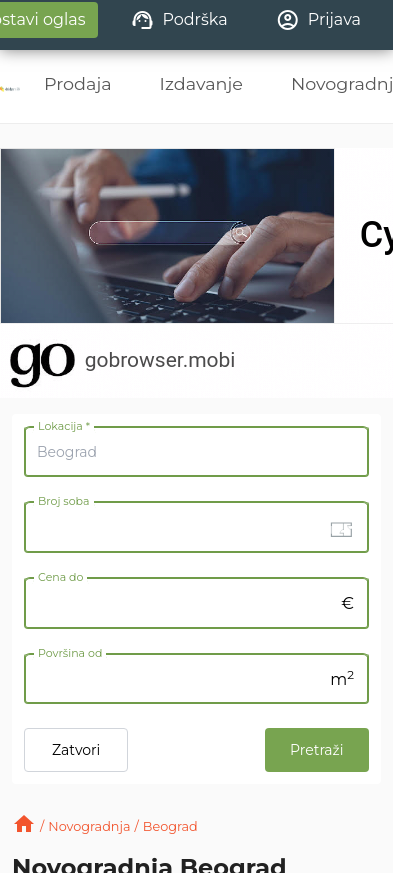 ostavi oglas Podrška Prijava
Prodaja Izdavanje Novogradnj
Cy
go gobrowser.mobi
Lokacija *
Beograd
Broj soba
Cena do
€
Površina od
m²
Zatvori Pretraži
/ Novogradnja / Beograd
Novogradnja Beograd